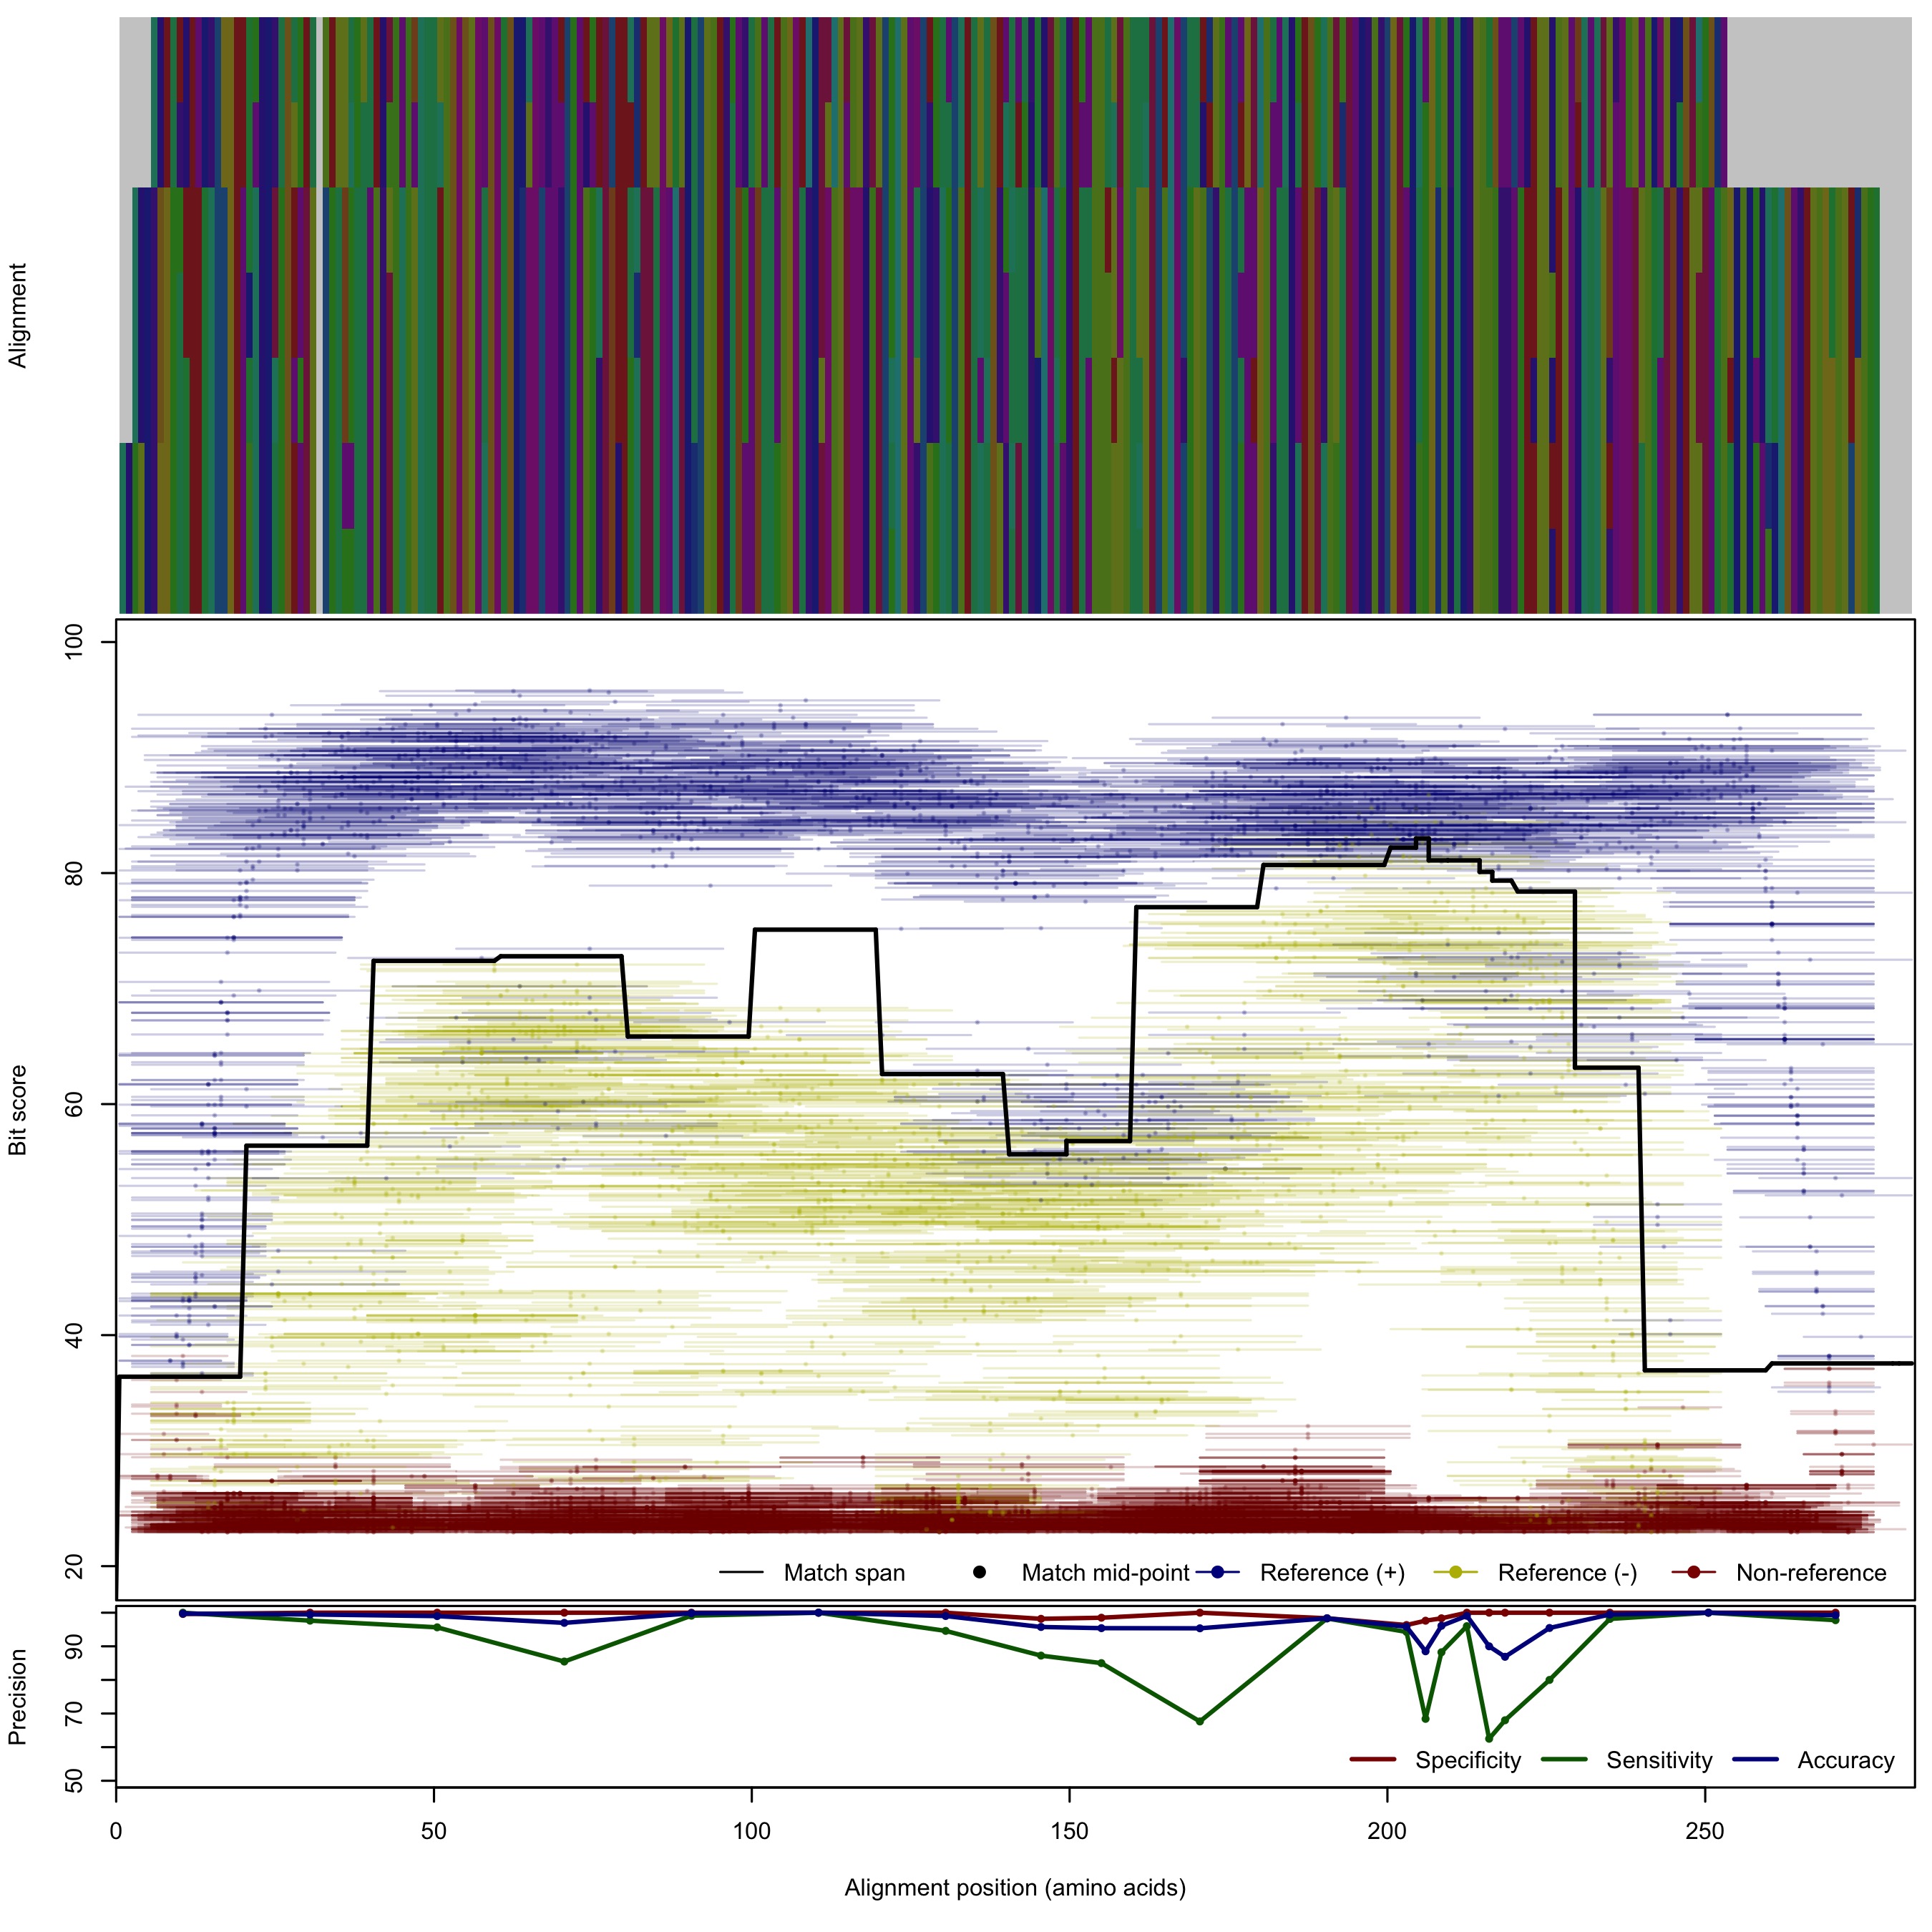 Alignment
100
80
60
40
20
Bit score
Match span Match mid-point Reference (+) Reference (-) Non-reference
90
70
50
Precision
Specificity Sensitivity Accuracy
0 50 100 150 200 250
Alignment position (amino acids)